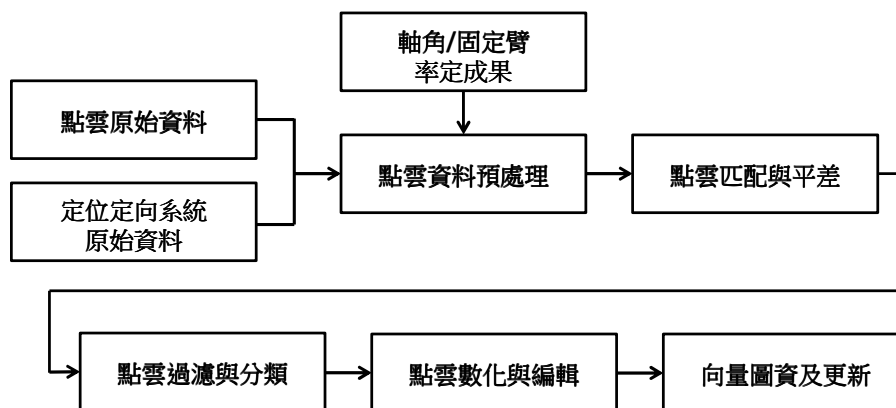 軸角/固定臂
率定成果
點雲原始資料
點雲資料預處理
點雲匹配與平差
定位定向系統
原始資料
點雲過濾與分類
點雲數化與編輯
向量圖資及更新